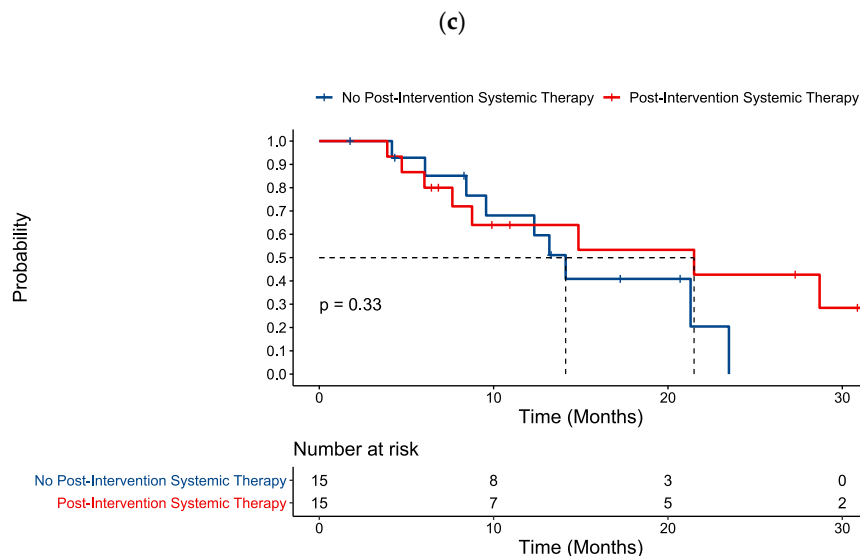 (c)
No Post-Intervention Systemic Therapy Post-Intervention Systemic Therapy
Probability
1.0
0.9
0.8
0.7
0.6
0.5
0.4
0.3
0.2
0.1
0.0
p = 0.33
0 10 20 30
Time (Months)
Number at risk
No Post-Intervention Systemic Therapy 15 8 3 0
Post-Intervention Systemic Therapy 15 7 5 2
0 10 20 30
Time (Months)